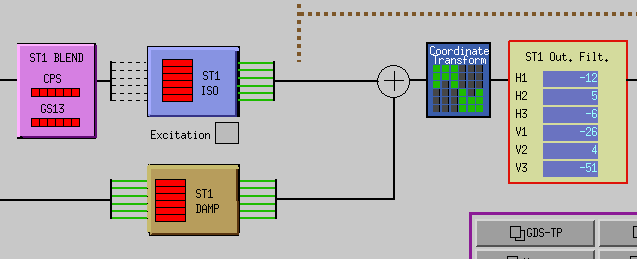 ST1 BLEND
CPS
GS13
ST1
ISO
Excitation
ST1
DAMP
Coordinate
Transform
ST1 Out. Filt.
H1 -12
H2 5
H3 -6
V1 -26
V2 4
V3 -51
GDS-TP